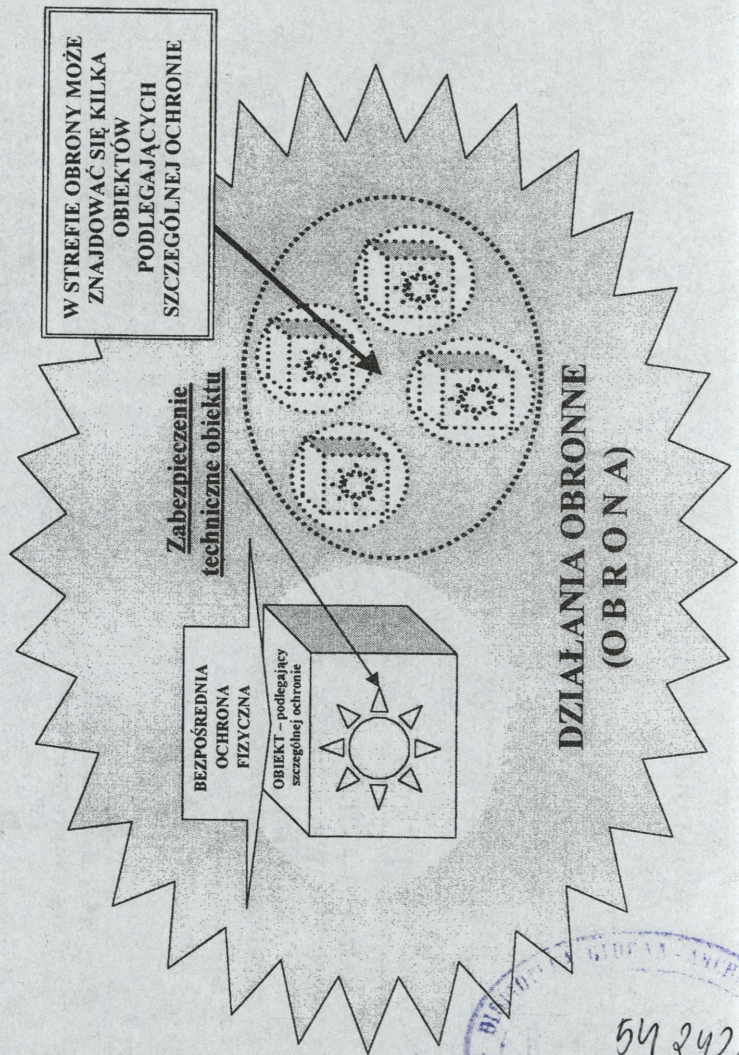 W STREFIE OBRONY MOŻE
ZNAJDOWAĆ SIĘ KILKA
OBIEKTÓW
PODLEGAJĄCYCH
SZCZEGÓLNEJ OCHRONIE
Zabezpieczenie
techniczne obiektu
BEZPOŚREDNIA
OCHRONA
FIZYCZNA
OBIEKT – podlegający
szczególnej ochronie
DZIAŁANIA OBRONNE
(O B R O N A)
54 242